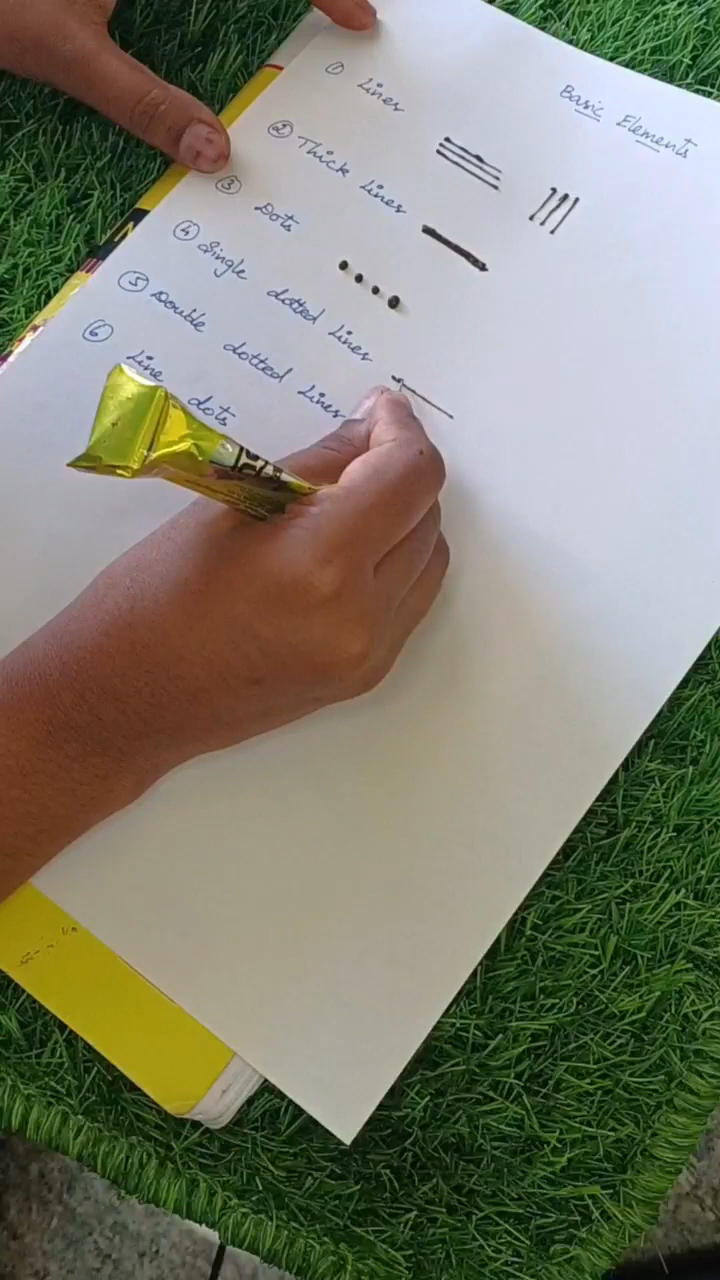 Basic Elements
① Lines
② Thick Lines
③ Dots
④ Single dotted Lines
⑤ Double dotted Lines
⑥ Line dots